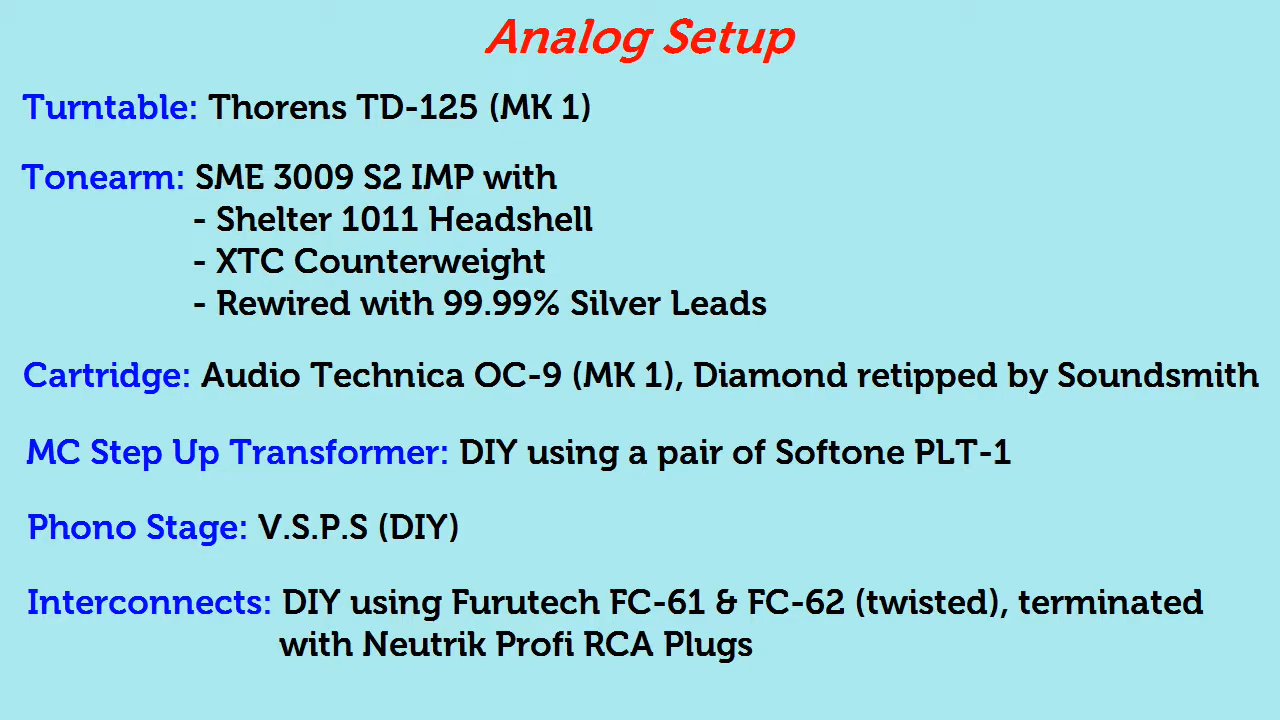 Analog Setup
Turntable: Thorens TD-125 (MK 1)
Tonearm: SME 3009 S2 IMP with
- Shelter 1011 Headshell
- XTC Counterweight
- Rewired with 99.99% Silver Leads
Cartridge: Audio Technica OC-9 (MK 1), Diamond retipped by Soundsmith
MC Step Up Transformer: DIY using a pair of Softone PLT-1
Phono Stage: V.S.P.S (DIY)
Interconnects: DIY using Furutech FC-61 & FC-62 (twisted), terminated
with Neutrik Profi RCA Plugs